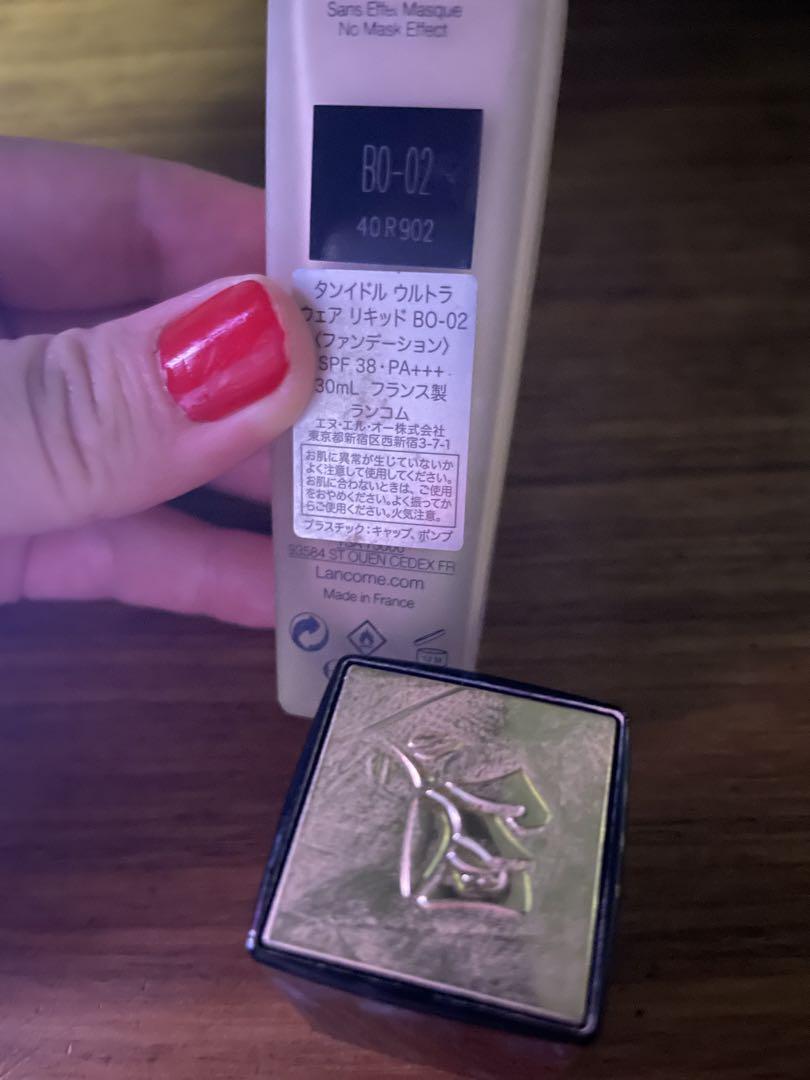 Sans Effet Masque
No Mask Effect
BO-02
40R902
タンイドル ウルトラ
ウェア リキッド BO-02
〈ファンデーション〉
SPF 38・PA+++
30mL フランス製
ランコム
エヌ・エル・オー株式会社
東京都新宿区西新宿3-7-1
お肌に異常が生じていないか
よく注意して使用してください。
お肌に合わないときは、ご使用
をおやめください。よく振ってか
らご使用ください。火気注意。
プラスチック:キャップ、ポンプ
93584 ST OUEN CEDEX FR
Lancome.com
Made in France
12 M